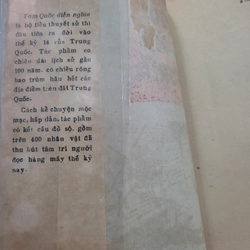 Tam Quốc diễn nghĩa
là bộ tiểu thuyết sử thi
đầu tiên ra đời vào
thế kỷ 14 của Trung
Quốc. Tác phẩm có
chiều dài lịch sử gần
100 năm, có chiều rộng
bao trùm hầu hết các
địa điểm trên đất Trung
Quốc.
Cách kể chuyện mộc
mạc, hấp dẫn, tác phẩm
có kết cấu đồ sộ, gồm
trên 400 nhân vật đã
thu hút tâm trí người
đọc hàng mấy thế kỷ
nay.